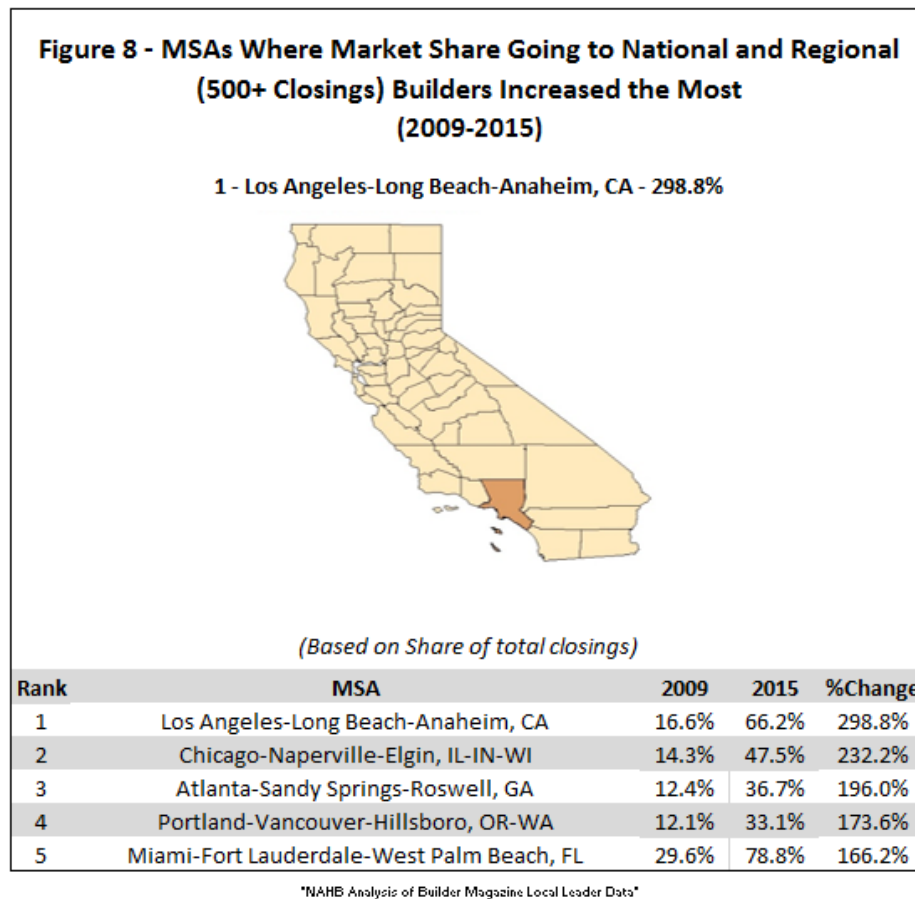 Figure 8 - MSAs Where Market Share Going to National and Regional
(500+ Closings) Builders Increased the Most
(2009-2015)
1 - Los Angeles-Long Beach-Anaheim, CA - 298.8%
(Based on Share of total closings)
Rank MSA 2009 2015 %Change
1 Los Angeles-Long Beach-Anaheim, CA 16.6% 66.2% 298.8%
2 Chicago-Naperville-Elgin, IL-IN-WI 14.3% 47.5% 232.2%
3 Atlanta-Sandy Springs-Roswell, GA 12.4% 36.7% 196.0%
4 Portland-Vancouver-Hillsboro, OR-WA 12.1% 33.1% 173.6%
5 Miami-Fort Lauderdale-West Palm Beach, FL 29.6% 78.8% 166.2%
"NAHB Analysis of Builder Magazine Local Leader Data"